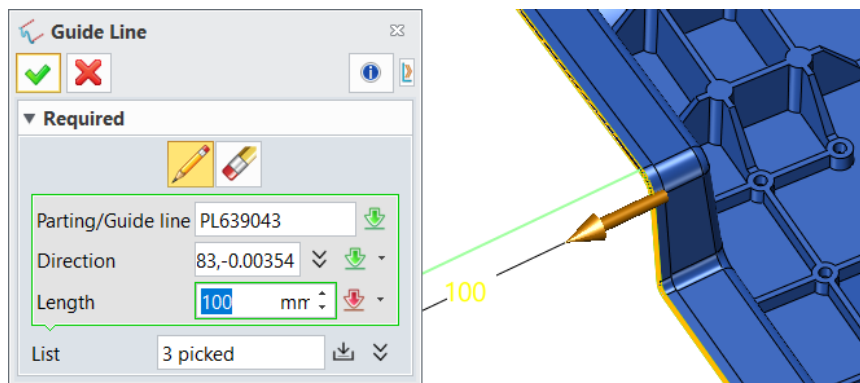 Guide Line
Required
Parting/Guide line PL639043
Direction 83,-0.00354
Length 100 mm
List 3 picked
100